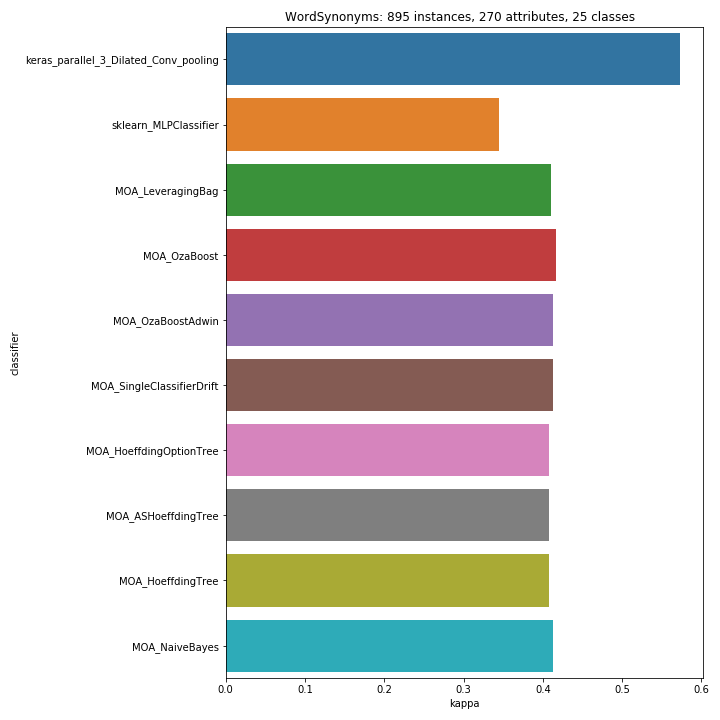 WordSynonyms: 895 instances, 270 attributes, 25 classes
classifier
keras_parallel_3_Dilated_Conv_pooling
sklearn_MLPClassifier
MOA_LeveragingBag
MOA_OzaBoost
MOA_OzaBoostAdwin
MOA_SingleClassifierDrift
MOA_HoeffdingOptionTree
MOA_ASHoeffdingTree
MOA_HoeffdingTree
MOA_NaiveBayes
0.0 0.1 0.2 0.3 0.4 0.5 0.6
kappa